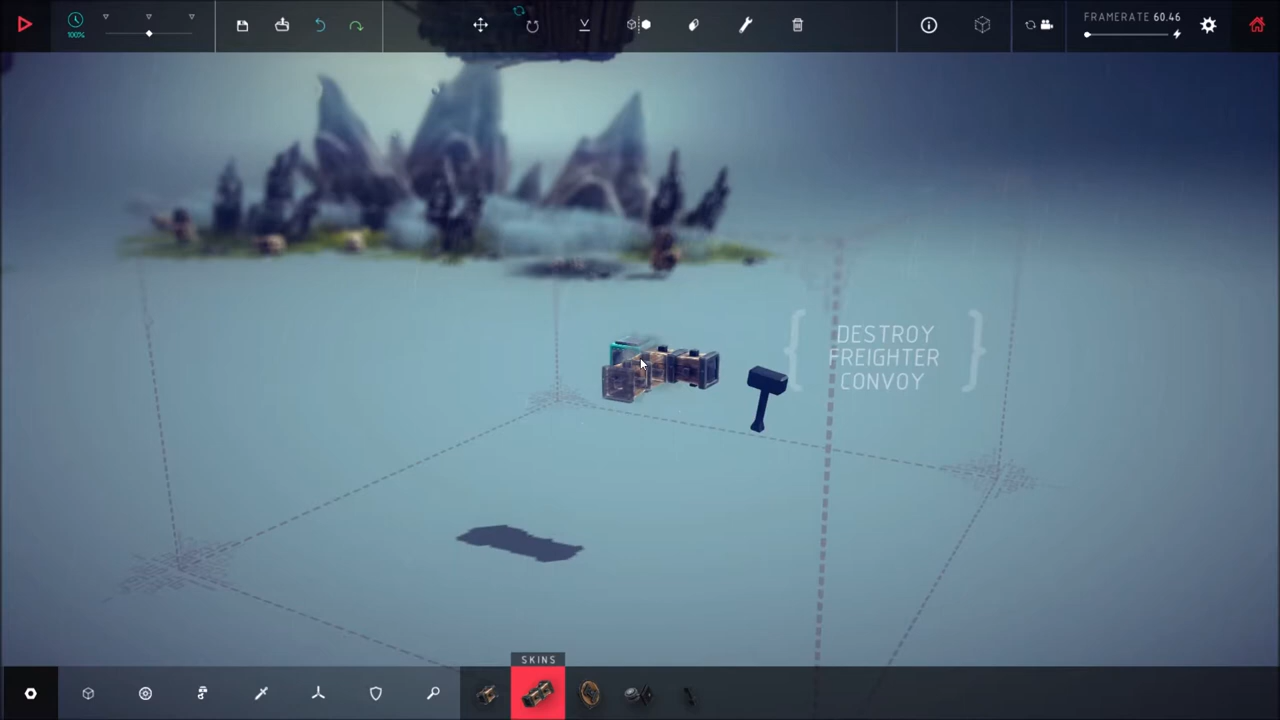 100%
FRAMERATE 60.46
DESTROY
FREIGHTER
CONVOY
SKINS